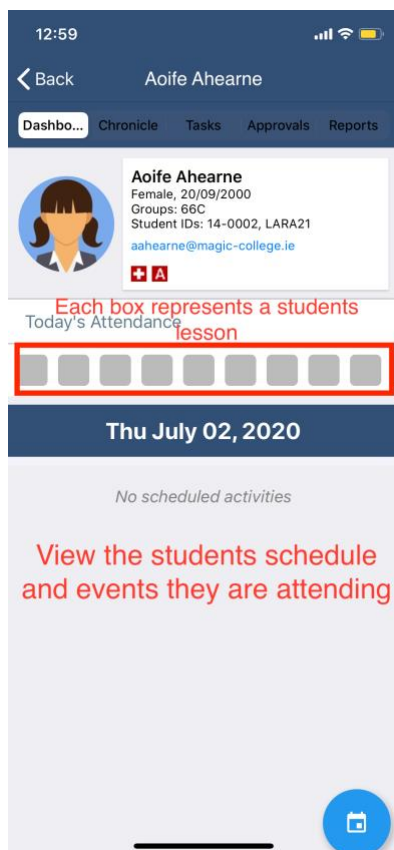 12:59
Back
Aoife Ahearne
Dashbo...
Chronicle
Tasks
Approvals
Reports
Aoife Ahearne
Female, 20/09/2000
Groups: 66C
Student IDs: 14-0002, LARA21
aahearne@magic-college.ie
A
Each box represents a students
lesson
Today's Attendance
Thu July 02, 2020
No scheduled activities
View the students schedule
and events they are attending